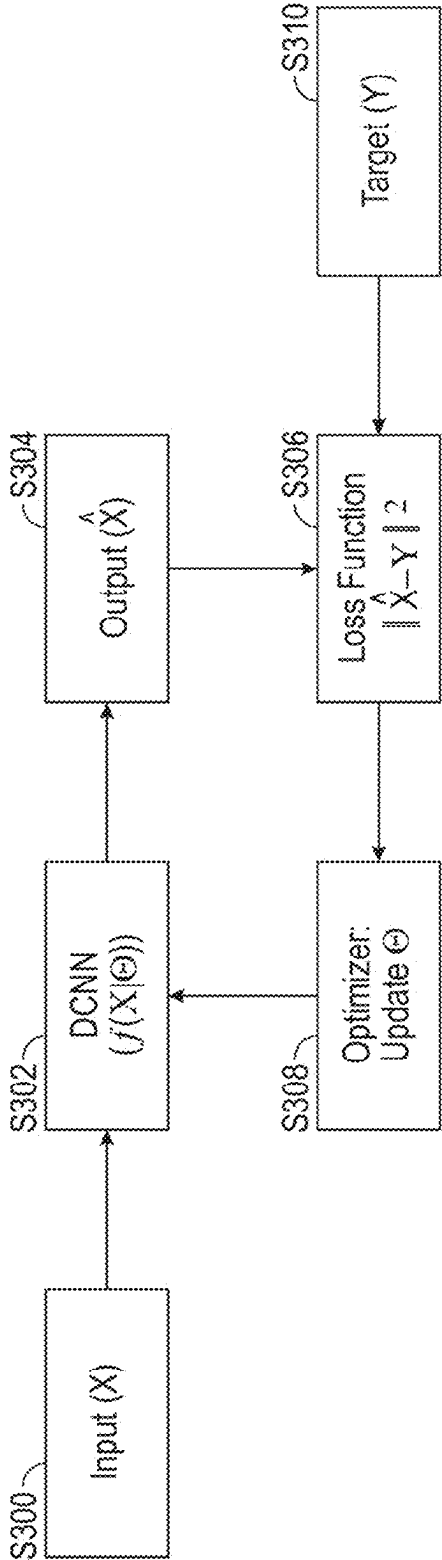 S300
Input (X)
S302
DCNN
(f(X|Θ))
S304
Output (X̂)
S308
Optimizer:
Update Θ
S306
Loss Function
‖X̂−Y‖2
S310
Target (Y)